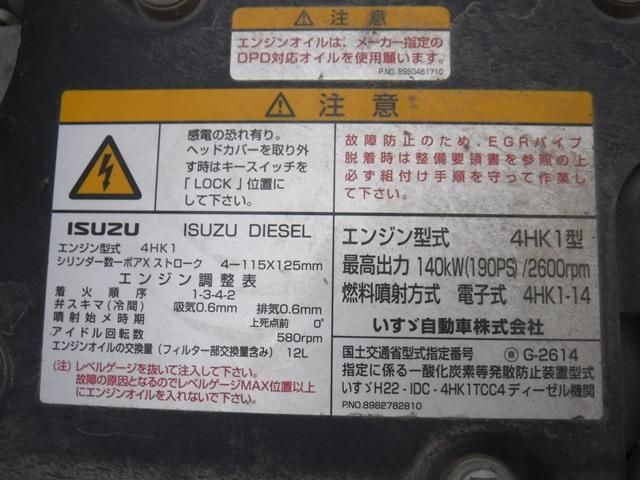 注意
エンジンオイルは、メーカー指定の
DPD対応オイルを使用願います。
P.NO. 8980461710
注意
感電の恐れ有り。
ヘッドカバーを取り外
す時はキースイッチを
「LOCK」位置に
して下さい。
故障防止のため、EGRパイプ
脱着時は整備要領書を参照の上
必ず組付け手順を守って作業し
て下さい。
ISUZU ISUZU DIESEL
エンジン型式 4HK1
シリンダー数ーボアX ストローク 4-115X125mm
エンジン調整表
着火順序 1-3-4-2
弁スキマ(冷間) 吸気0.6mm 排気0.6mm
噴射始メ時期 上死点前 0°
アイドル回転数 580rpm
エンジンオイルの交換量(フィルター部交換量含み) 12L
(注)レベルゲージを抜いて注入して下さい。
故障の原因となるのでレベルゲージMAX位置以上
にエンジンオイルを入れないで下さい。
エンジン型式 4HK1型
最高出力 140kW(190PS)/2600rpm
燃料噴射方式 電子式 4HK1-14
いすゞ自動車株式会社
国土交通省型式指定番号 自 G-2614
指定に係る一酸化炭素等発散防止装置型式
いすゞH22-IDC-4HK1TCC4ディーゼル機関
P.NO.8982782810